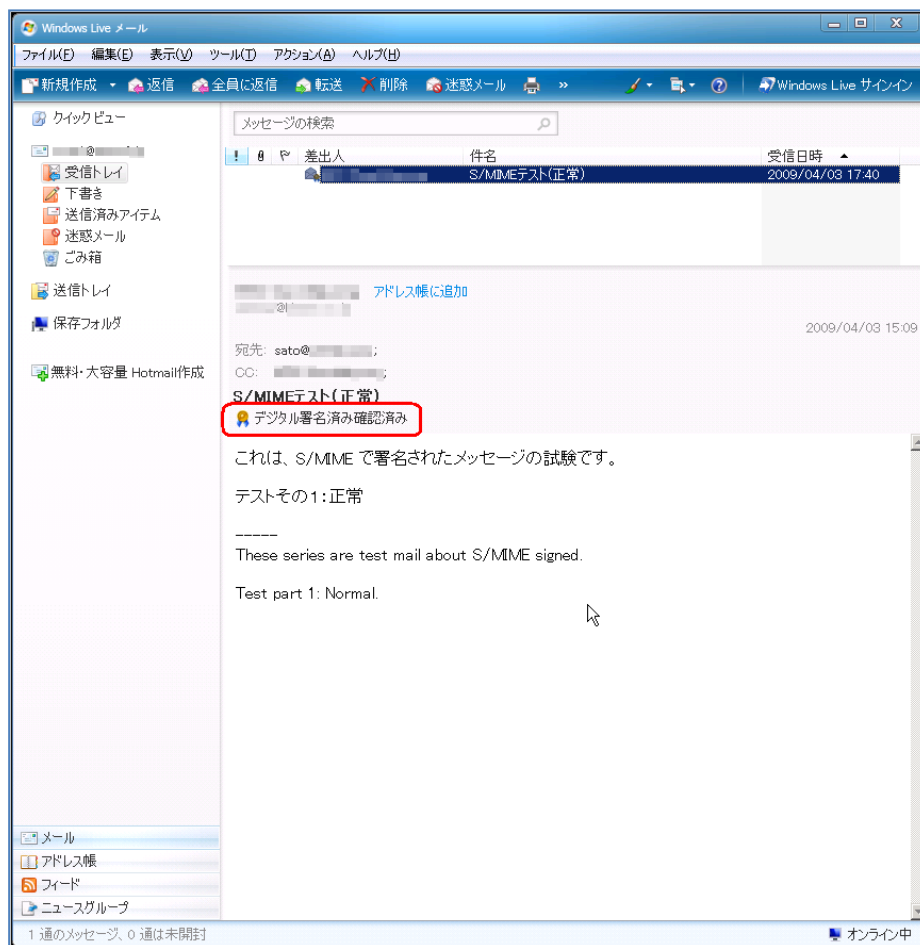 Windows Live メール
ファイル(F) 編集(E) 表示(V) ツール(T) アクション(A) ヘルプ(H)
新規作成 返信 全員に返信 転送 削除 迷惑メール » Windows Live サインイン
クイック ビュー
@
受信トレイ
下書き
送信済みアイテム
迷惑メール
ごみ箱
送信トレイ
保存フォルダ
無料・大容量 Hotmail作成
メッセージの検索
! 差出人 件名 受信日時
S/MIMEテスト(正常) 2009/04/03 17:40
アドレス帳に追加
@
2009/04/03 15:09
宛先: sato@ ;
CC: ;
S/MIMEテスト(正常)
デジタル署名済み確認済み
これは、S/MIME で署名されたメッセージの試験です。
テストその1:正常
-----
These series are test mail about S/MIME signed.
Test part 1: Normal.
メール
アドレス帳
フィード
ニュースグループ
1 通のメッセージ、0 通は未開封
オンライン中